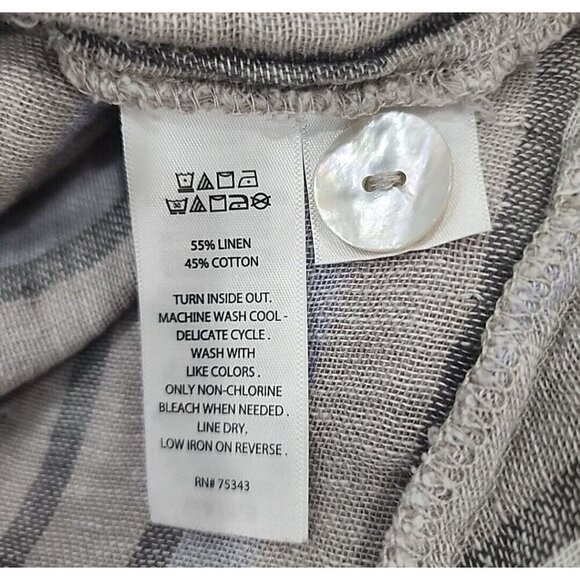 30
55% LINEN
45% COTTON
TURN INSIDE OUT.
MACHINE WASH COOL -
DELICATE CYCLE .
WASH WITH
LIKE COLORS .
ONLY NON-CHLORINE
BLEACH WHEN NEEDED .
LINE DRY.
LOW IRON ON REVERSE .
RN# 75343